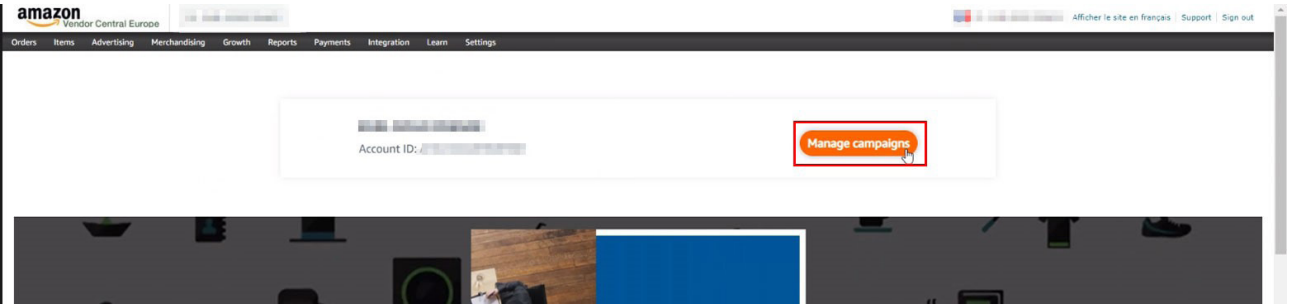 amazon
Vendor Central Europe
Afficher le site en français | Support | Sign out
Orders Items Advertising Merchandising Growth Reports Payments Integration Learn Settings
Account ID:
Manage campaigns